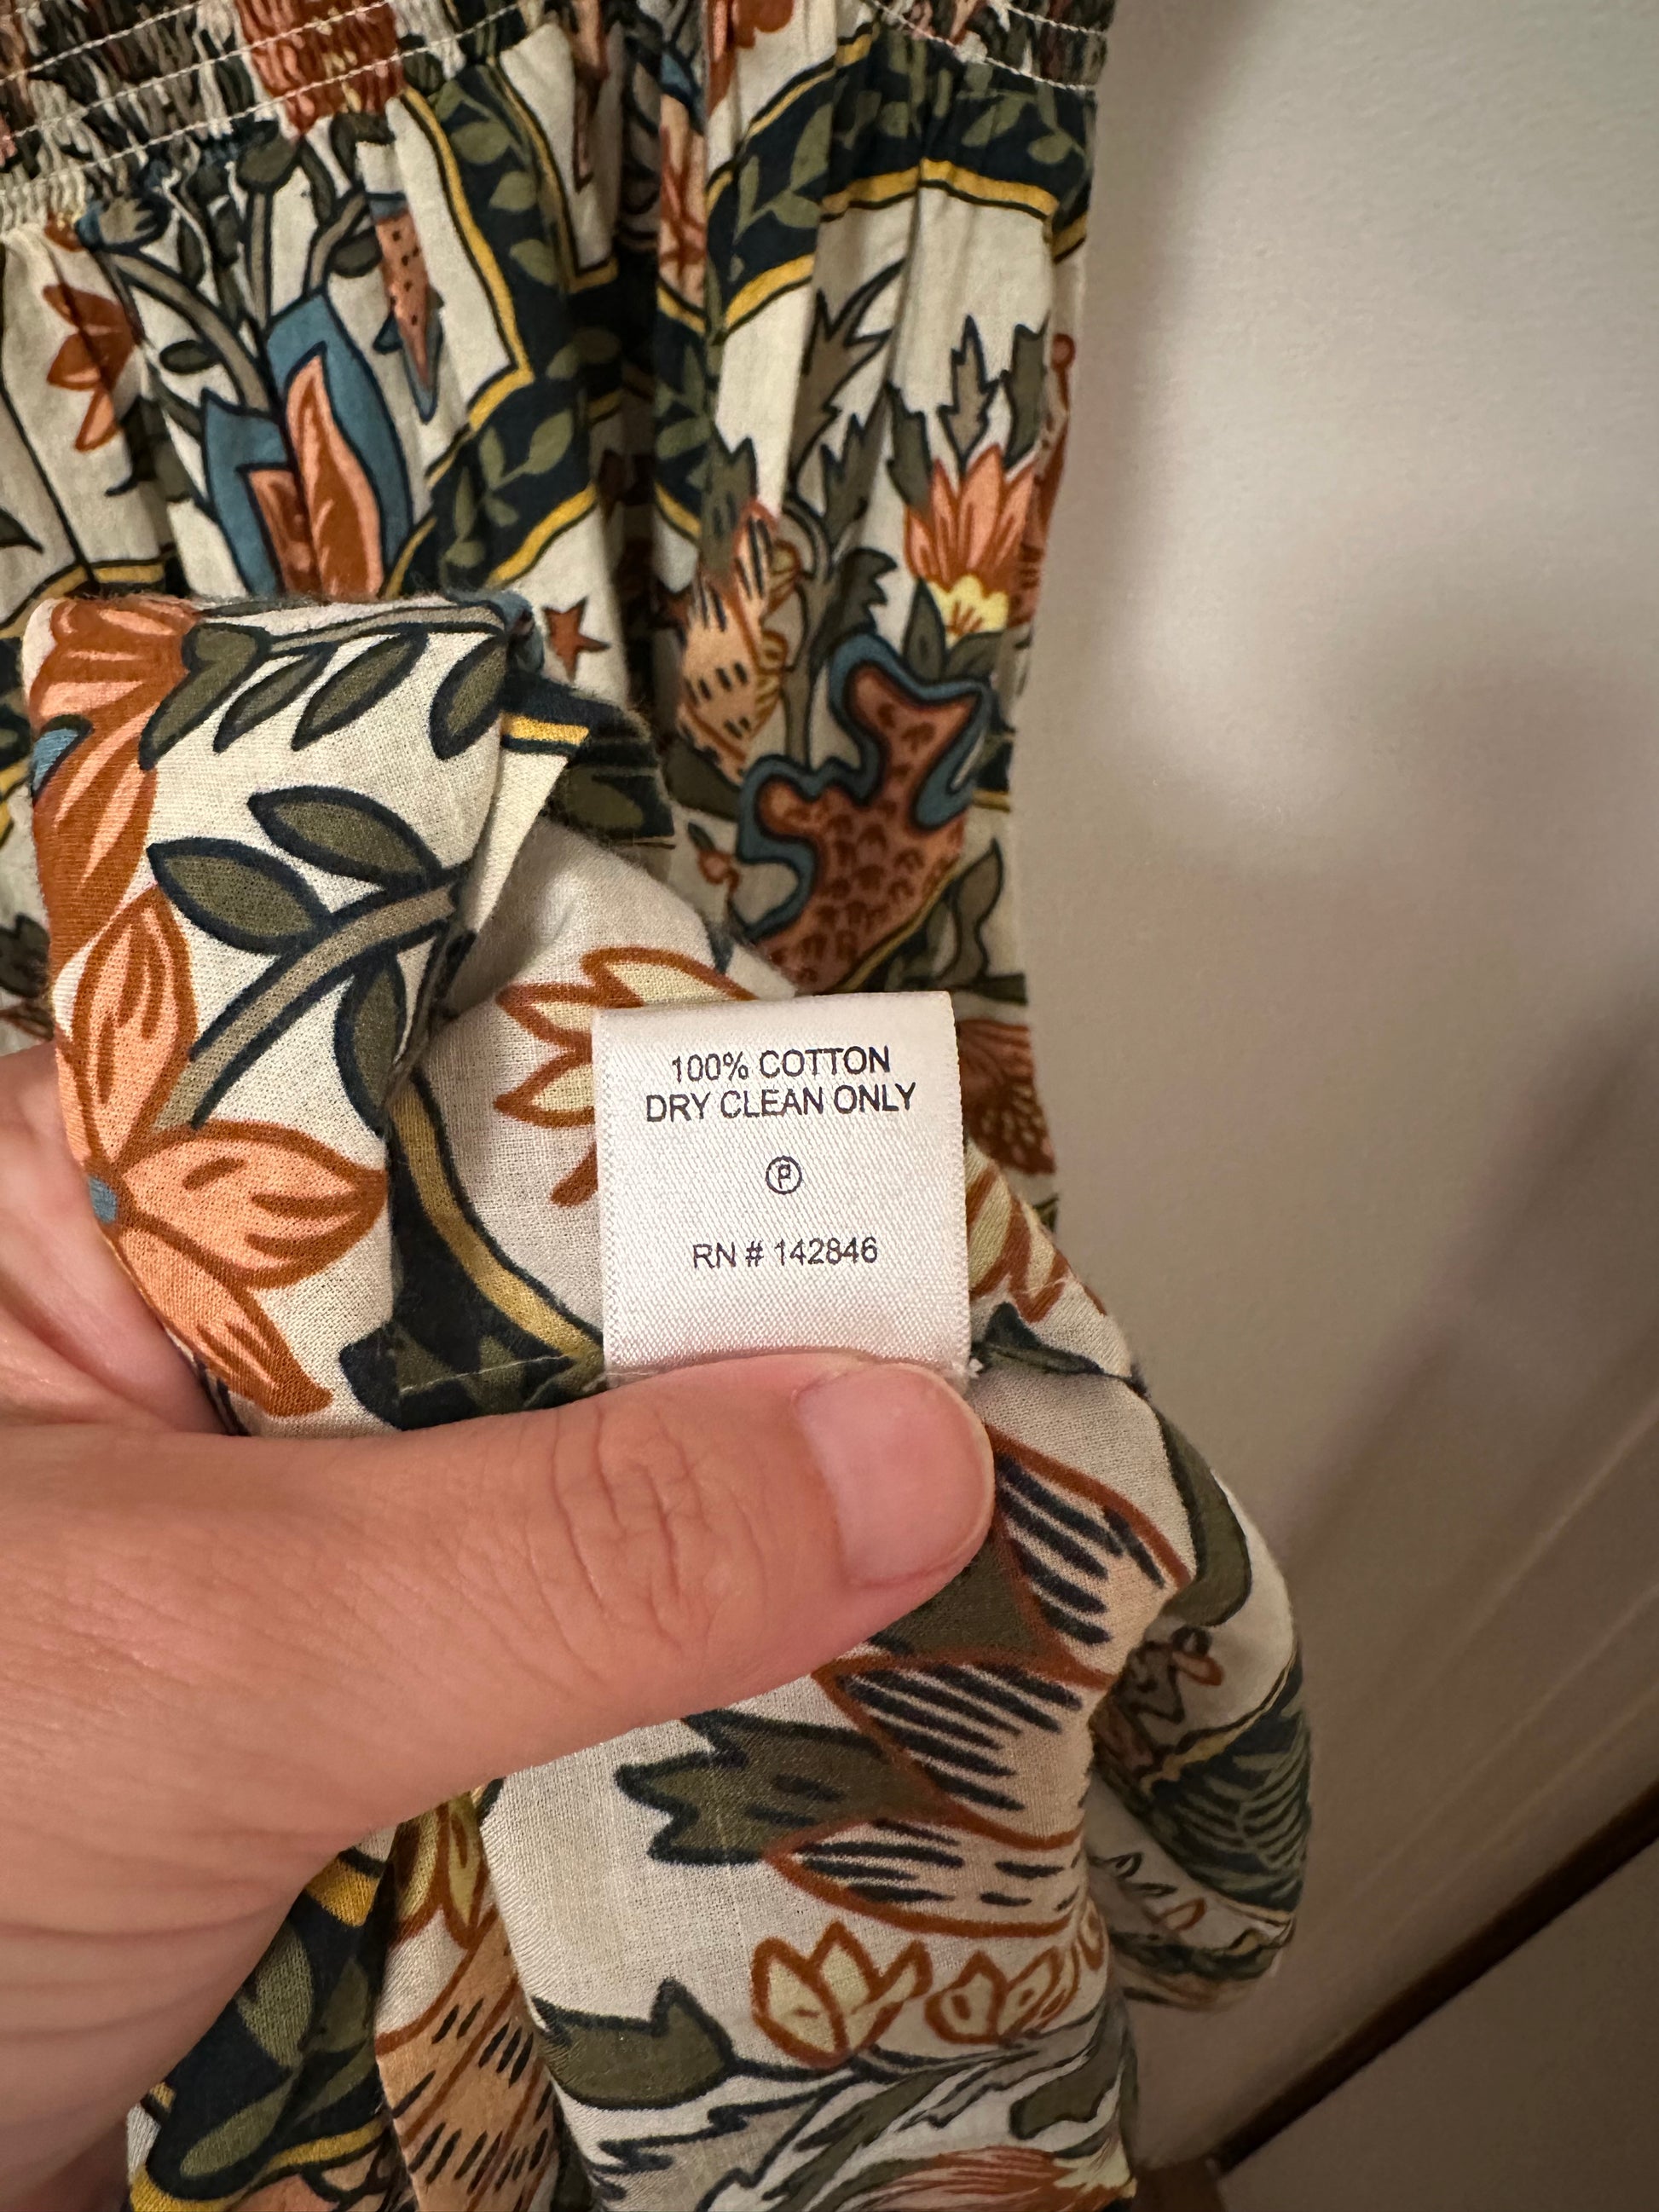 100% COTTON
DRY CLEAN ONLY
P
RN # 142846